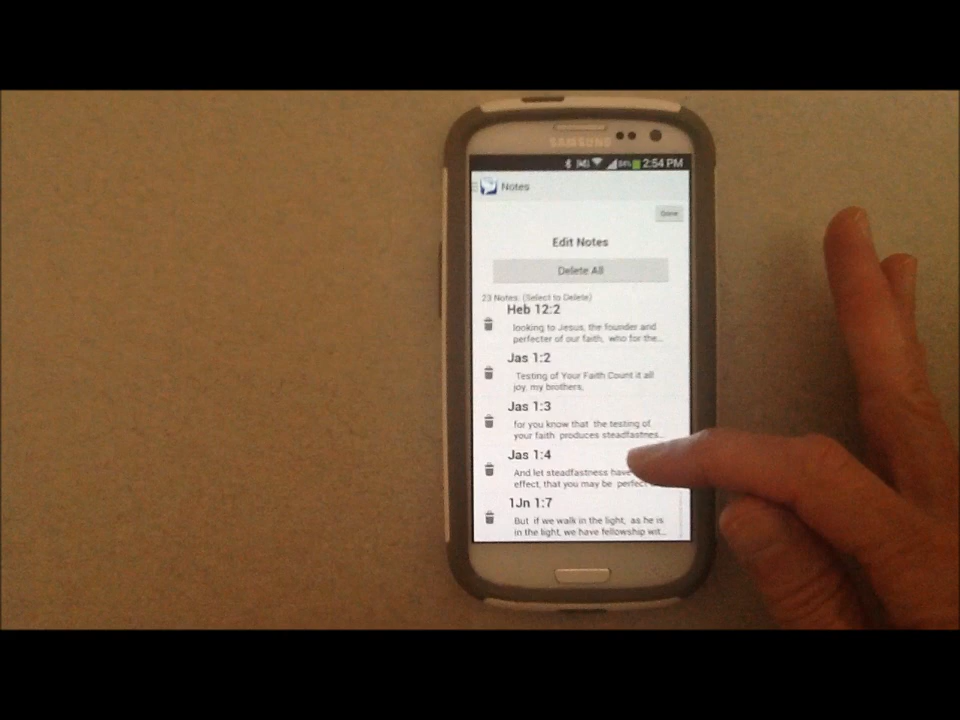 SAMSUNG
2:54 PM
Notes
Done
Edit Notes
Delete All
23 Notes: (Select to Delete)
Heb 12:2
looking to Jesus, the founder and
perfecter of our faith, who for the...
Jas 1:2
Testing of Your Faith Count it all
joy, my brothers,
Jas 1:3
for you know that the testing of
your faith produces steadfastnes...
Jas 1:4
And let steadfastness have
effect, that you may be perfect
1Jn 1:7
But if we walk in the light, as he is
in the light, we have fellowship wit...